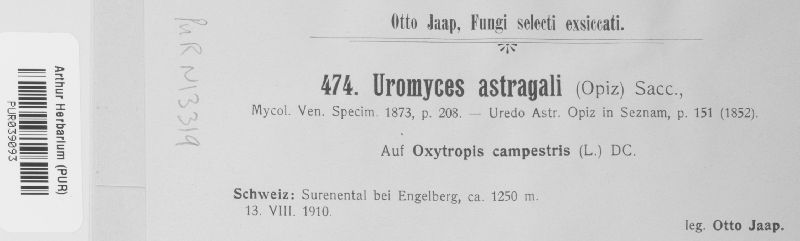 Otto Jaap, Fungi selecti exsiccati.
474. Uromyces astragali (Opiz) Sacc.,
Mycol. Ven. Specim. 1873, p. 208. — Uredo Astr. Opiz in Seznam, p. 151 (1852).
Auf Oxytropis campestris (L.) DC.
Schweiz: Surenental bei Engelberg, ca. 1250 m.
13. VIII. 1910.
leg. Otto Jaap.
PUR N13319
Arthur Herbarium (PUR)
PUR039093